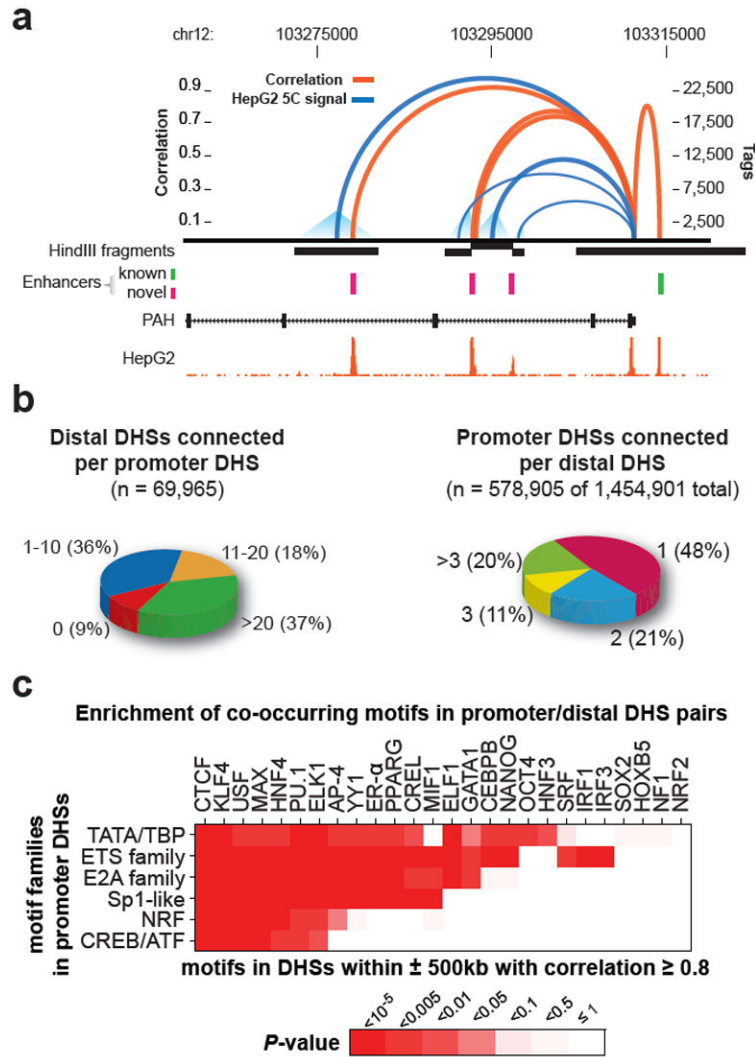 a
chr12:
103275000
103295000
103315000
Correlation
HepG2 5C signal
Correlation
0.9
0.7
0.5
0.3
0.1
22,500
17,500
12,500
7,500
2,500
Tags
HindIII fragments
Enhancers
known
novel
PAH
HepG2
b
Distal DHSs connected
per promoter DHS
(n = 69,965)
1-10 (36%)
11-20 (18%)
0 (9%)
>20 (37%)
Promoter DHSs connected
per distal DHS
(n = 578,905 of 1,454,901 total)
>3 (20%)
1 (48%)
3 (11%)
2 (21%)
c
Enrichment of co-occurring motifs in promoter/distal DHS pairs
CTCF
KLF4
USF
MAX
HNF4
PU.1
ELK1
AP-4
YY1
ER-α
PPARG
CREL
MIF1
ELF1
GATA1
CEBPB
NANOG
OCT4
HNF3
SRF
IRF1
IRF3
SOX2
HOXB5
NF1
NRF2
motif families
in promoter DHSs
TATA/TBP
ETS family
E2A family
Sp1-like
NRF
CREB/ATF
motifs in DHSs within ± 500kb with correlation ≥ 0.8
P-value
<10⁻⁵
<0.005
<0.01
<0.05
<0.1
<0.5
≤ 1